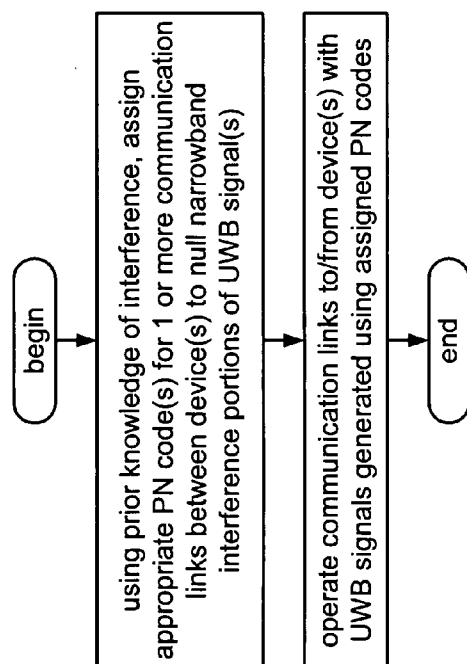 begin
using prior knowledge of interference, assign
appropriate PN code(s) for 1 or more communication
links between device(s) to null narrowband
interference portions of UWB signal(s)
operate communication links to/from device(s) with
UWB signals generated using assigned PN codes
end